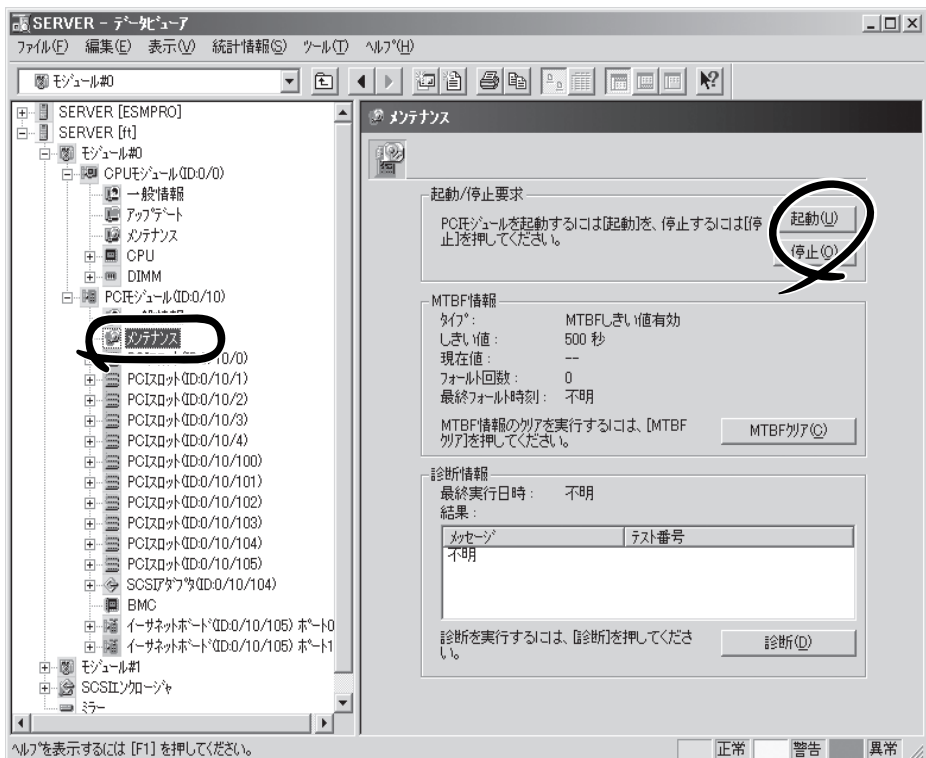 SERVER - ﾃﾞｰﾀﾋﾞｭｰｱ
ﾌｧｲﾙ(F) 編集(E) 表示(V) 統計情報(S) ﾂｰﾙ(T) ﾍﾙﾌﾟ(H)
ﾓｼﾞｭｰﾙ#0
SERVER [ESMPRO]
SERVER [ft]
ﾓｼﾞｭｰﾙ#0
CPUﾓｼﾞｭｰﾙ(ID:0/0)
一般情報
ｱｯﾌﾟﾃﾞｰﾄ
ﾒﾝﾃﾅﾝｽ
CPU
DIMM
PCIﾓｼﾞｭｰﾙ(ID:0/10)
ﾒﾝﾃﾅﾝｽ
10/0)
PCIｽﾛｯﾄ(ID:0/10/1)
PCIｽﾛｯﾄ(ID:0/10/2)
PCIｽﾛｯﾄ(ID:0/10/3)
PCIｽﾛｯﾄ(ID:0/10/4)
PCIｽﾛｯﾄ(ID:0/10/100)
PCIｽﾛｯﾄ(ID:0/10/101)
PCIｽﾛｯﾄ(ID:0/10/102)
PCIｽﾛｯﾄ(ID:0/10/103)
PCIｽﾛｯﾄ(ID:0/10/104)
PCIｽﾛｯﾄ(ID:0/10/105)
SCSIｱﾀﾞﾌﾟﾀ(ID:0/10/104)
BMC
ｲｰｻﾈｯﾄﾎﾞｰﾄﾞ(ID:0/10/105) ﾎﾟｰﾄ0
ｲｰｻﾈｯﾄﾎﾞｰﾄﾞ(ID:0/10/105) ﾎﾟｰﾄ1
ﾓｼﾞｭｰﾙ#1
SCSIｴﾝｸﾛｰｼﾞｬ
ﾐﾗｰ
ﾒﾝﾃﾅﾝｽ
起動/停止要求
PCIﾓｼﾞｭｰﾙを起動するには[起動]を、停止するには[停
止]を押してください。
起動(U)
停止(O)
MTBF情報
ﾀｲﾌﾟ: MTBFしきい値有効
しきい値: 500 秒
現在値: --
ﾌｫｰﾙﾄ回数: 0
最終ﾌｫｰﾙﾄ時刻: 不明
MTBF情報のｸﾘｱを実行するには、[MTBF
ｸﾘｱ]を押してください。
MTBFｸﾘｱ(C)
診断情報
最終実行日時: 不明
結果:
ﾒｯｾｰｼﾞ ﾃｽﾄ番号
不明
診断を実行するには、[診断]を押してくださ
い。
診断(D)
ﾍﾙﾌﾟを表示するには [F1] を押してください。
正常 警告 異常